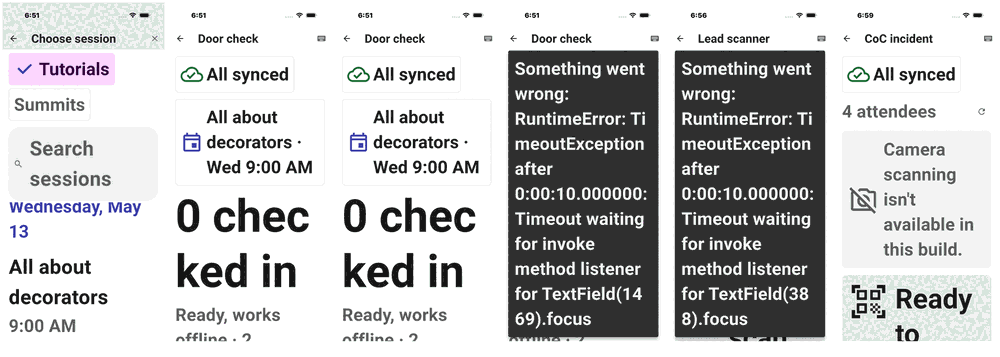 6:51
Choose session
Tutorials
Summits
Search
sessions
Wednesday, May
13
All about
decorators
9:00 AM
6:51
Door check
All synced
All about
decorators ·
Wed 9:00 AM
0 chec
ked in
Ready, works
offline · 2
6:51
Door check
All synced
All about
decorators ·
Wed 9:00 AM
0 chec
ked in
Ready, works
offline · 2
6:51
Door check
Something went
wrong:
RuntimeError: Ti
meoutException
after
0:00:10.000000:
Timeout waiting
for invoke
method listener
for TextField(14
69).focus
6:56
Lead scanner
Something went
wrong:
RuntimeError: Ti
meoutException
after
0:00:10.000000:
Timeout waiting
for invoke
method listener
for TextField(38
8).focus
scan
6:59
CoC incident
All synced
4 attendees
Camera
scanning
isn't
available in
this build.
Ready
to